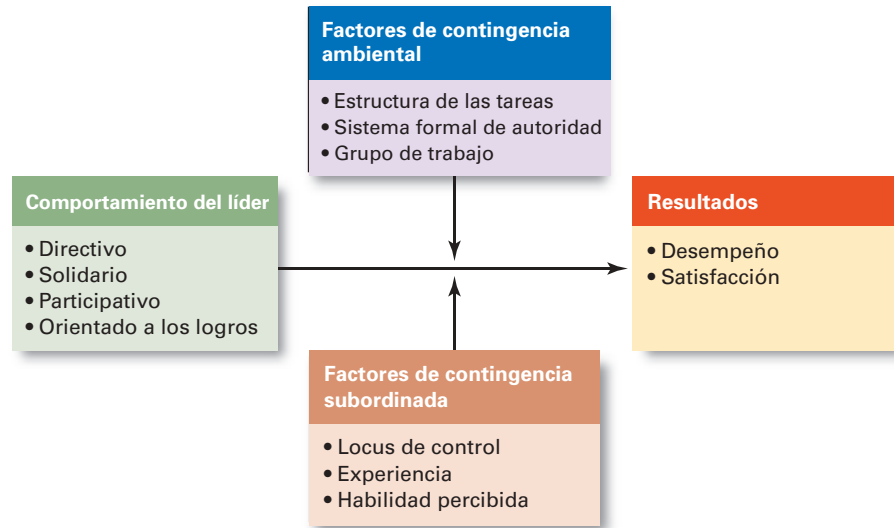 Factores de contingencia
ambiental
• Estructura de las tareas
• Sistema formal de autoridad
• Grupo de trabajo
Comportamiento del líder
• Directivo
• Solidario
• Participativo
• Orientado a los logros
Resultados
• Desempeño
• Satisfacción
Factores de contingencia
subordinada
• Locus de control
• Experiencia
• Habilidad percibida